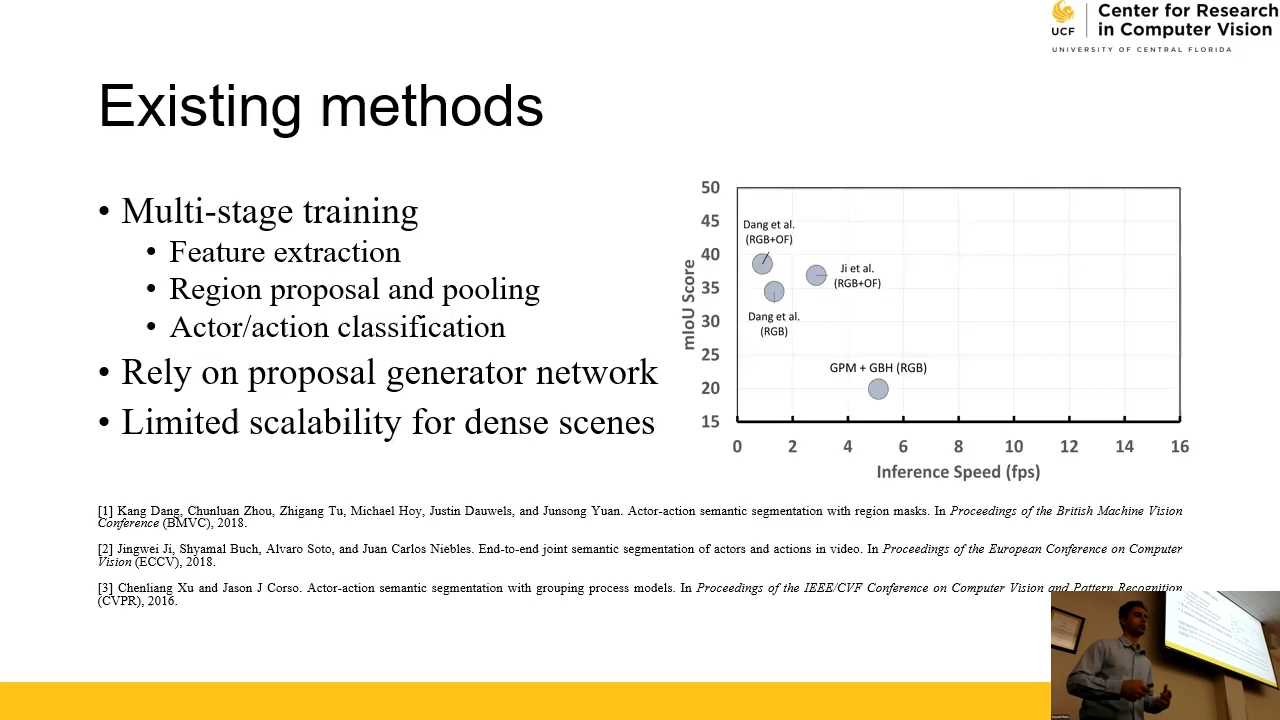 Center for Research
in Computer Vision
UCF
UNIVERSITY OF CENTRAL FLORIDA
Existing methods
• Multi-stage training
• Feature extraction
• Region proposal and pooling
• Actor/action classification
• Rely on proposal generator network
• Limited scalability for dense scenes
50
45
40
35
30
25
20
15
mIoU Score
Dang et al.
(RGB+OF)
Ji et al.
(RGB+OF)
Dang et al.
(RGB)
GPM + GBH (RGB)
0 2 4 6 8 10 12 14 16
Inference Speed (fps)
[1] Kang Dang, Chunluan Zhou, Zhigang Tu, Michael Hoy, Justin Dauwels, and Junsong Yuan. Actor-action semantic segmentation with region masks. In Proceedings of the British Machine Vision
Conference (BMVC), 2018.
[2] Jingwei Ji, Shyamal Buch, Alvaro Soto, and Juan Carlos Niebles. End-to-end joint semantic segmentation of actors and actions in video. In Proceedings of the European Conference on Computer
Vision (ECCV), 2018.
[3] Chenliang Xu and Jason J Corso. Actor-action semantic segmentation with grouping process models. In Proceedings of the IEEE/CVF Conference on Computer Vision and Pattern Recognition
(CVPR), 2016.